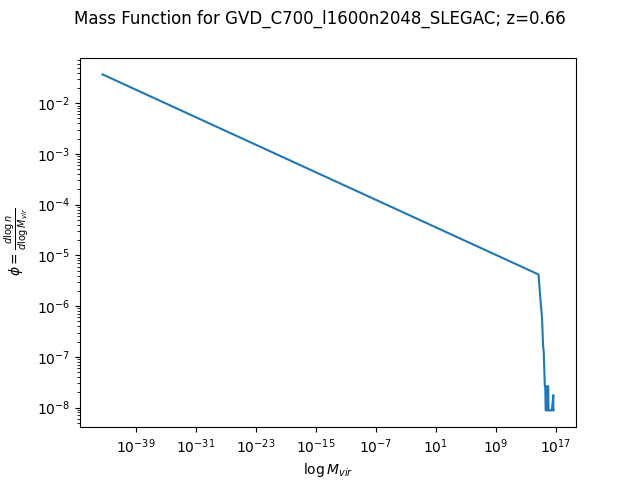 Mass Function for GVD_C700_l1600n2048_SLEGAC; z=0.66
ϕ = d log n / d log M_vir
10^−2
10^−3
10^−4
10^−5
10^−6
10^−7
10^−8
10^−39 10^−31 10^−23 10^−15 10^−7 10^1 10^9 10^17
log M_vir